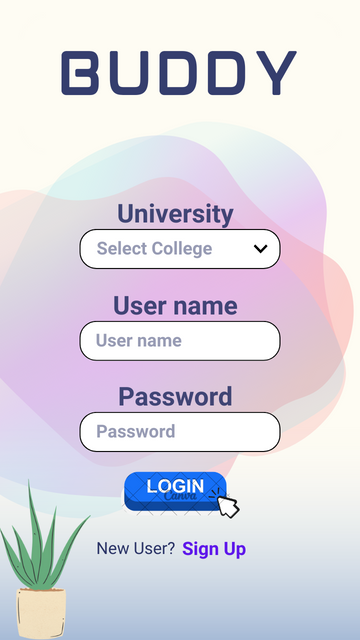 BUDDY
University
Select College
User name
User name
Password
Password
LOGIN
Canva
New User? Sign Up